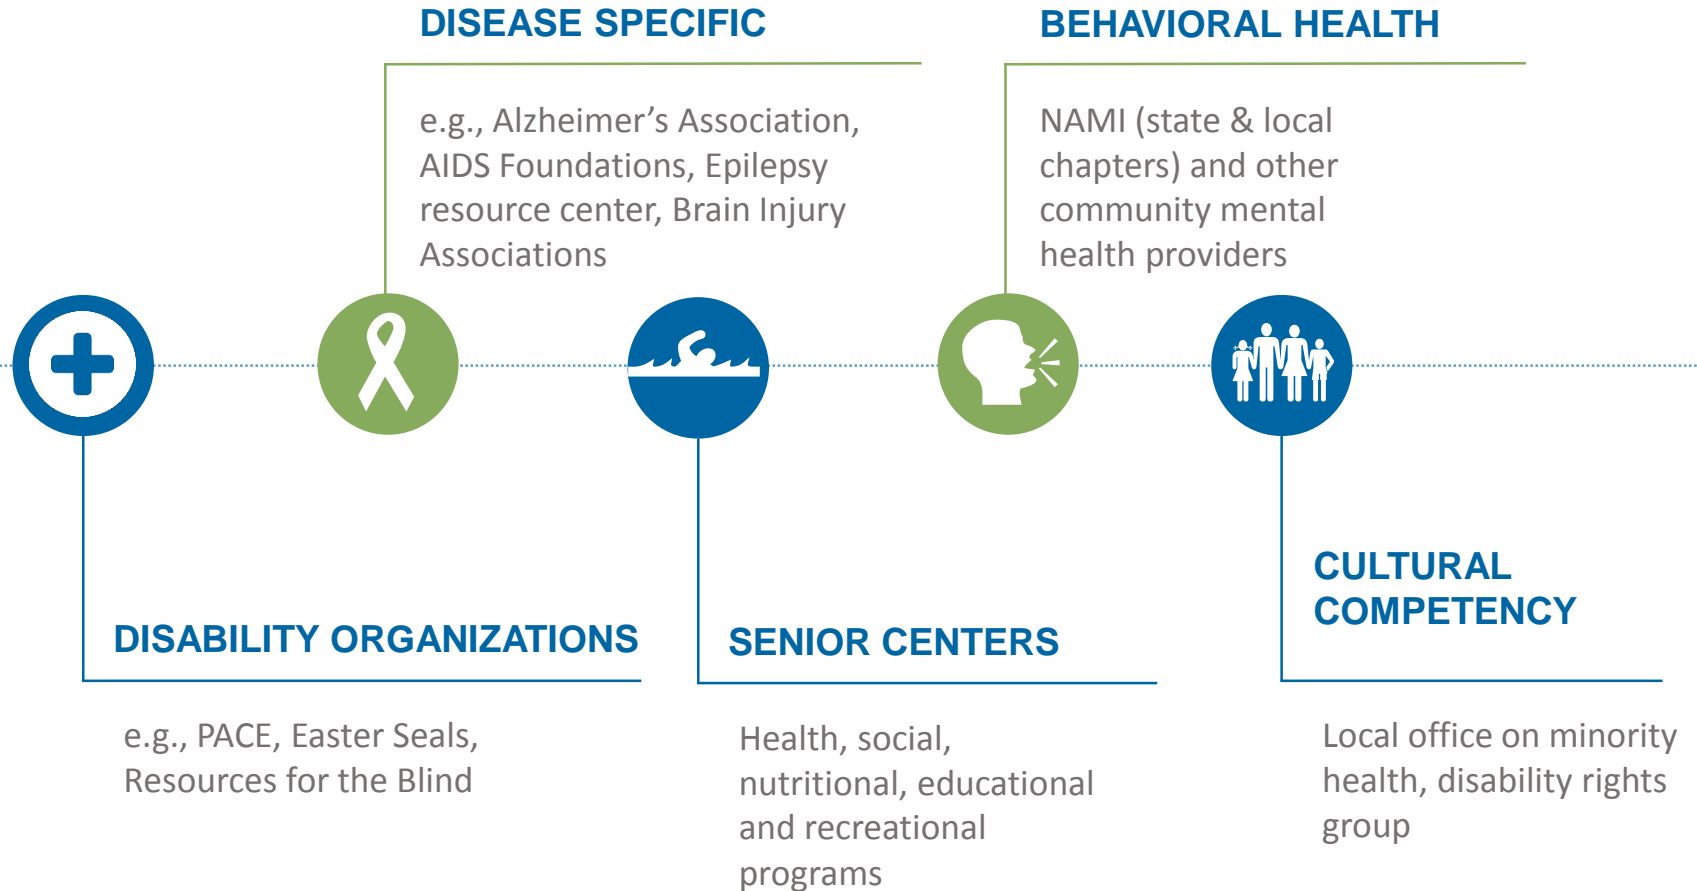 DISEASE SPECIFIC
e.g., Alzheimer’s Association,
AIDS Foundations, Epilepsy
resource center, Brain Injury
Associations
BEHAVIORAL HEALTH
NAMI (state & local
chapters) and other
community mental
health providers
DISABILITY ORGANIZATIONS
e.g., PACE, Easter Seals,
Resources for the Blind
SENIOR CENTERS
Health, social,
nutritional, educational
and recreational
programs
CULTURAL
COMPETENCY
Local office on minority
health, disability rights
group